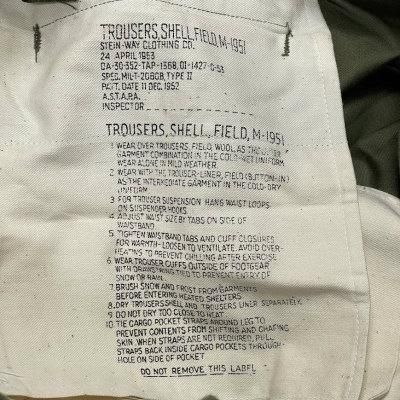 TROUSERS, SHELL, FIELD, M-1951
STEIN-WAY CLOTHING CO.
24 APRIL 1953
DA-30-352-TAP-1368, 01-1427-C-53
SPEC. MIL-T-2060B, TYPE II
PATT. DATE 11 DEC. 1952
A.S.T.A.P.A.
INSPECTOR
TROUSERS, SHELL, FIELD, M-1951
1 WEAR OVER TROUSERS, FIELD, WOOL, AS THE OUTER
GARMENT COMBINATION IN THE COLD-WET UNIFORM
WEAR ALONE IN MILD WEATHER.
2 WEAR WITH THE TROUSER-LINER, FIELD (BUTTON-IN)
AS THE INTERMEDIATE GARMENT IN THE COLD-DRY
UNIFORM
3 FOR TROUSER SUSPENSION HANG WAIST LOOPS
ON SUSPENDER HOOKS.
4 ADJUST WAIST SIZE BY TABS ON SIDE OF
WAISTBAND
5 TIGHTEN WAISTBAND TABS AND CUFF CLOSURES
FOR WARMTH-LOOSEN TO VENTILATE. AVOID OVER-
HEATING TO PREVENT CHILLING AFTER EXERCISE
6 WEAR TROUSER CUFFS OUTSIDE OF FOOTGEAR
WITH DRAWSTRING TIED TO PREVENT ENTRY OF
SNOW OR RAIN.
7 BRUSH SNOW AND FROST FROM GARMENTS
BEFORE ENTERING HEATED SHELTERS
8 DRY TROUSERS SHELL AND TROUSERS LINER SEPARATELY.
9 DO NOT DRY TOO CLOSE TO HEAT.
10 TIE CARGO POCKET STRAPS AROUND LEG TO
PREVENT CONTENTS FROM SHIFTING AND CHAFING
SKIN. WHEN STRAPS ARE NOT REQUIRED, PULL
STRAPS BACK INSIDE CARGO POCKETS THROUGH
HOLE ON SIDE OF POCKET
DO NOT REMOVE THIS LABEL